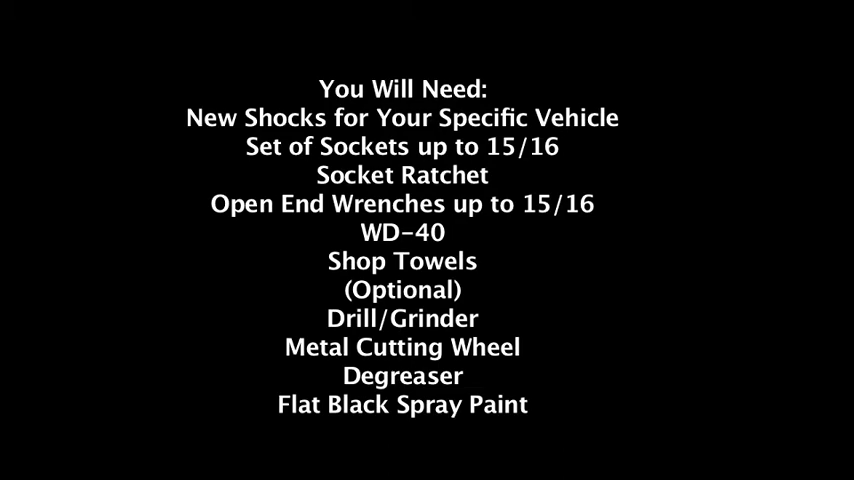 You Will Need:
New Shocks for Your Specific Vehicle
Set of Sockets up to 15/16
Socket Ratchet
Open End Wrenches up to 15/16
WD-40
Shop Towels
(Optional)
Drill/Grinder
Metal Cutting Wheel
Degreaser
Flat Black Spray Paint